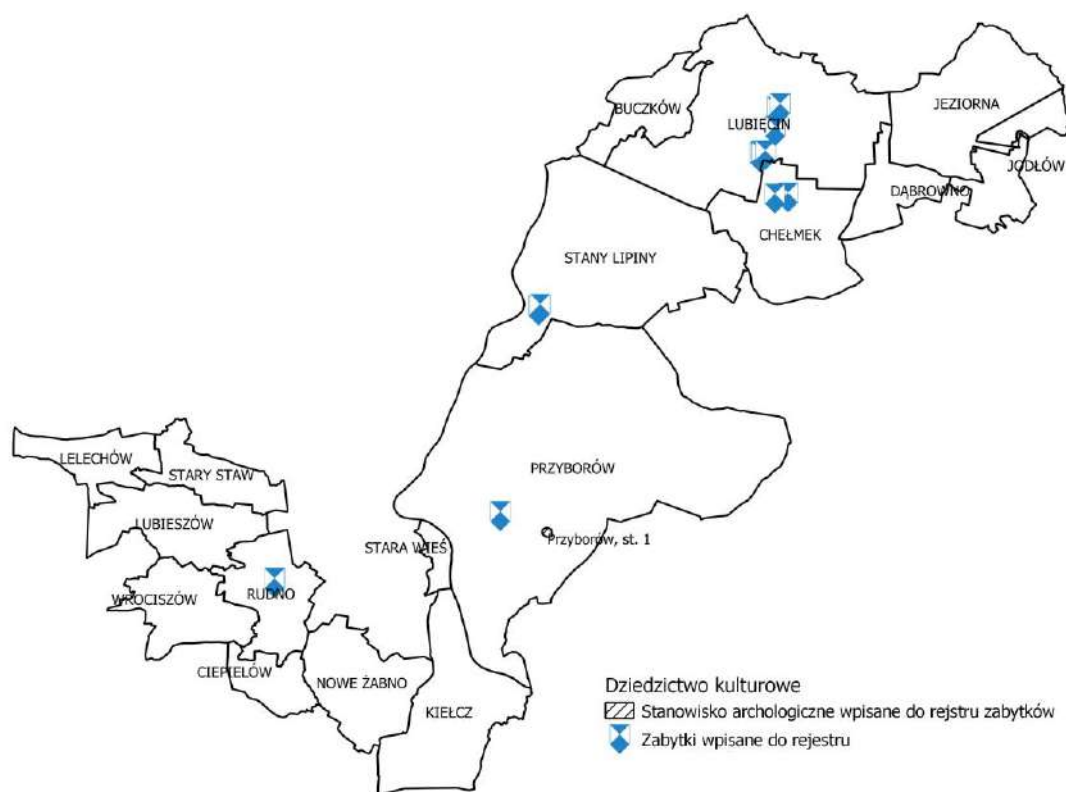 BUCZKÓW
JEZIORNA
LUBIĘCIN
JODŁÓW
DĄBROWNO
CHEŁMEK
STANY LIPINY
LELECHÓW
STARY STAW
PRZYBORÓW
LUBIESZÓW
Przyborów, st. 1
STARA WIEŚ
RUDNO
WROCISZÓW
CIEPIELÓW
NOWE ŻABNO
KIEŁCZ
Dziedzictwo kulturowe
Stanowisko archologiczne wpisane do rejstru zabytków
Zabytki wpisane do rejestru